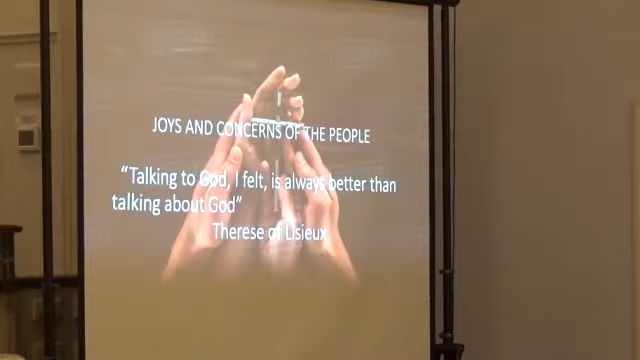 JOYS AND CONCERNS OF THE PEOPLE
“Talking to God, I felt, is always better than
talking about God”
Therese of Lisieux